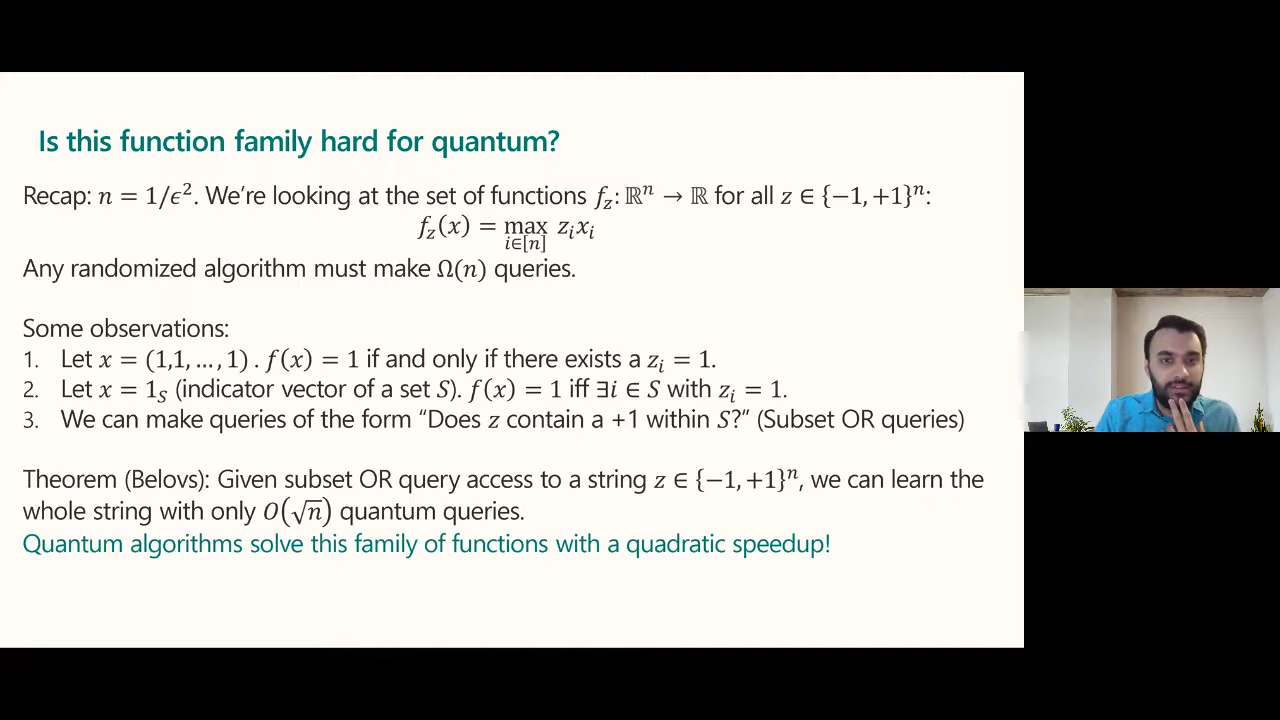 Is this function family hard for quantum?
Recap: n = 1/ϵ². We're looking at the set of functions f_z: ℝⁿ → ℝ for all z ∈ {−1, +1}ⁿ:
f_z(x) = max_{i∈[n]} z_i x_i
Any randomized algorithm must make Ω(n) queries.
Some observations:
1. Let x = (1,1, … , 1) . f(x) = 1 if and only if there exists a z_i = 1.
2. Let x = 1_S (indicator vector of a set S). f(x) = 1 iff ∃i ∈ S with z_i = 1.
3. We can make queries of the form “Does z contain a +1 within S?” (Subset OR queries)
Theorem (Belovs): Given subset OR query access to a string z ∈ {−1, +1}ⁿ, we can learn the
whole string with only O(√n) quantum queries.
Quantum algorithms solve this family of functions with a quadratic speedup!